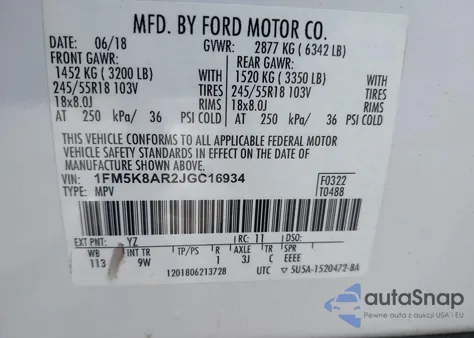 MFD. BY FORD MOTOR CO.
DATE: 06/18 GVWR: 2877 KG ( 6342 LB)
FRONT GAWR: REAR GAWR:
1452 KG ( 3200 LB) WITH 1520 KG ( 3350 LB) WITH
245/55R18 103V TIRES 245/55R18 103V TIRES
18x8.0J RIMS 18x8.0J RIMS
AT 250 kPa/ 36 PSI COLD AT 250 kPa/ 36 PSI COLD
THIS VEHICLE CONFORMS TO ALL APPLICABLE FEDERAL MOTOR
VEHICLE SAFETY STANDARDS IN EFFECT ON THE DATE OF
MANUFACTURE SHOWN ABOVE.
VIN: 1FM5K8AR2JGC16934 F0322
TYPE: MPV T0488
EXT PNT: YZ RC: 11 DSO:
WB INT TR TP/PS R AXLE TR SPR
113 9W 1 3J C EEEE
1201806213728 UTC ▽ 5U5A-1520472-BA
autoSnap
Pewne auta z USA i EU